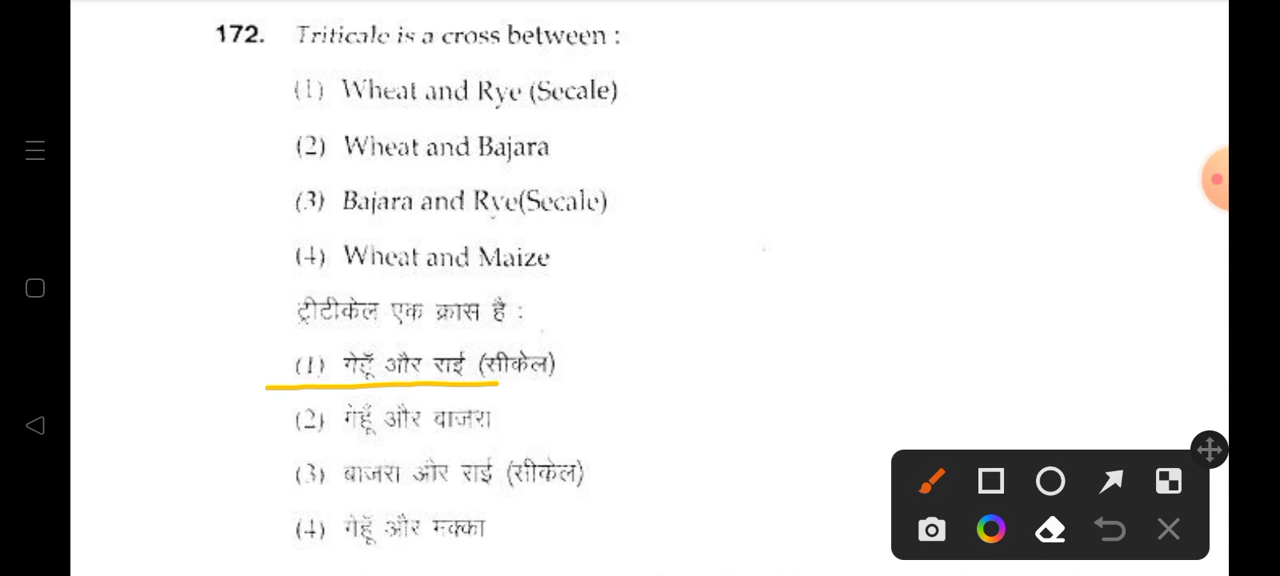 172. Triticale is a cross between :
(1) Wheat and Rye (Secale)
(2) Wheat and Bajara
(3) Bajara and Rye(Secale)
(4) Wheat and Maize
ट्रीटीकेल एक क्रास है :
(1) गेहूँ और राई (सीकेल)
(2) गेहूँ और बाजरा
(3) बाजरा और राई (सीकेल)
(4) गेहूँ और मक्का